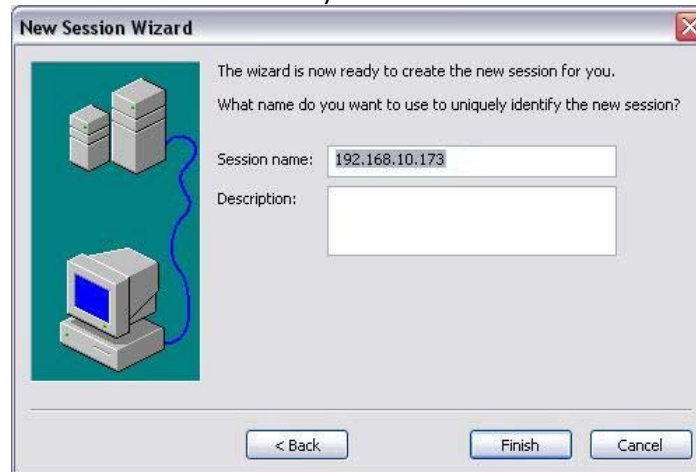 New Session Wizard
The wizard is now ready to create the new session for you.
What name do you want to use to uniquely identify the new session?
Session name: 192.168.10.173
Description:
< Back Finish Cancel